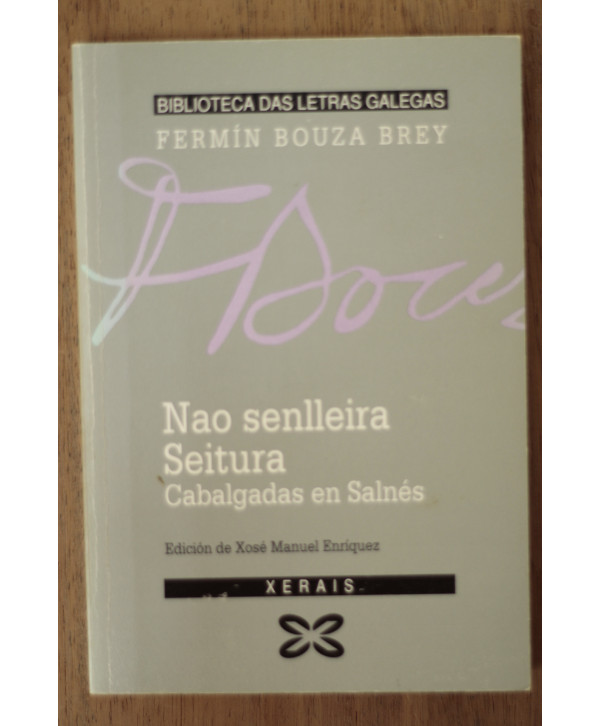 BIBLIOTECA DAS LETRAS GALEGAS
FERMÍN BOUZA BREY
Nao senlleira
Seitura
Cabalgadas en Salnés
Edición de Xosé Manuel Enríquez
XERAIS